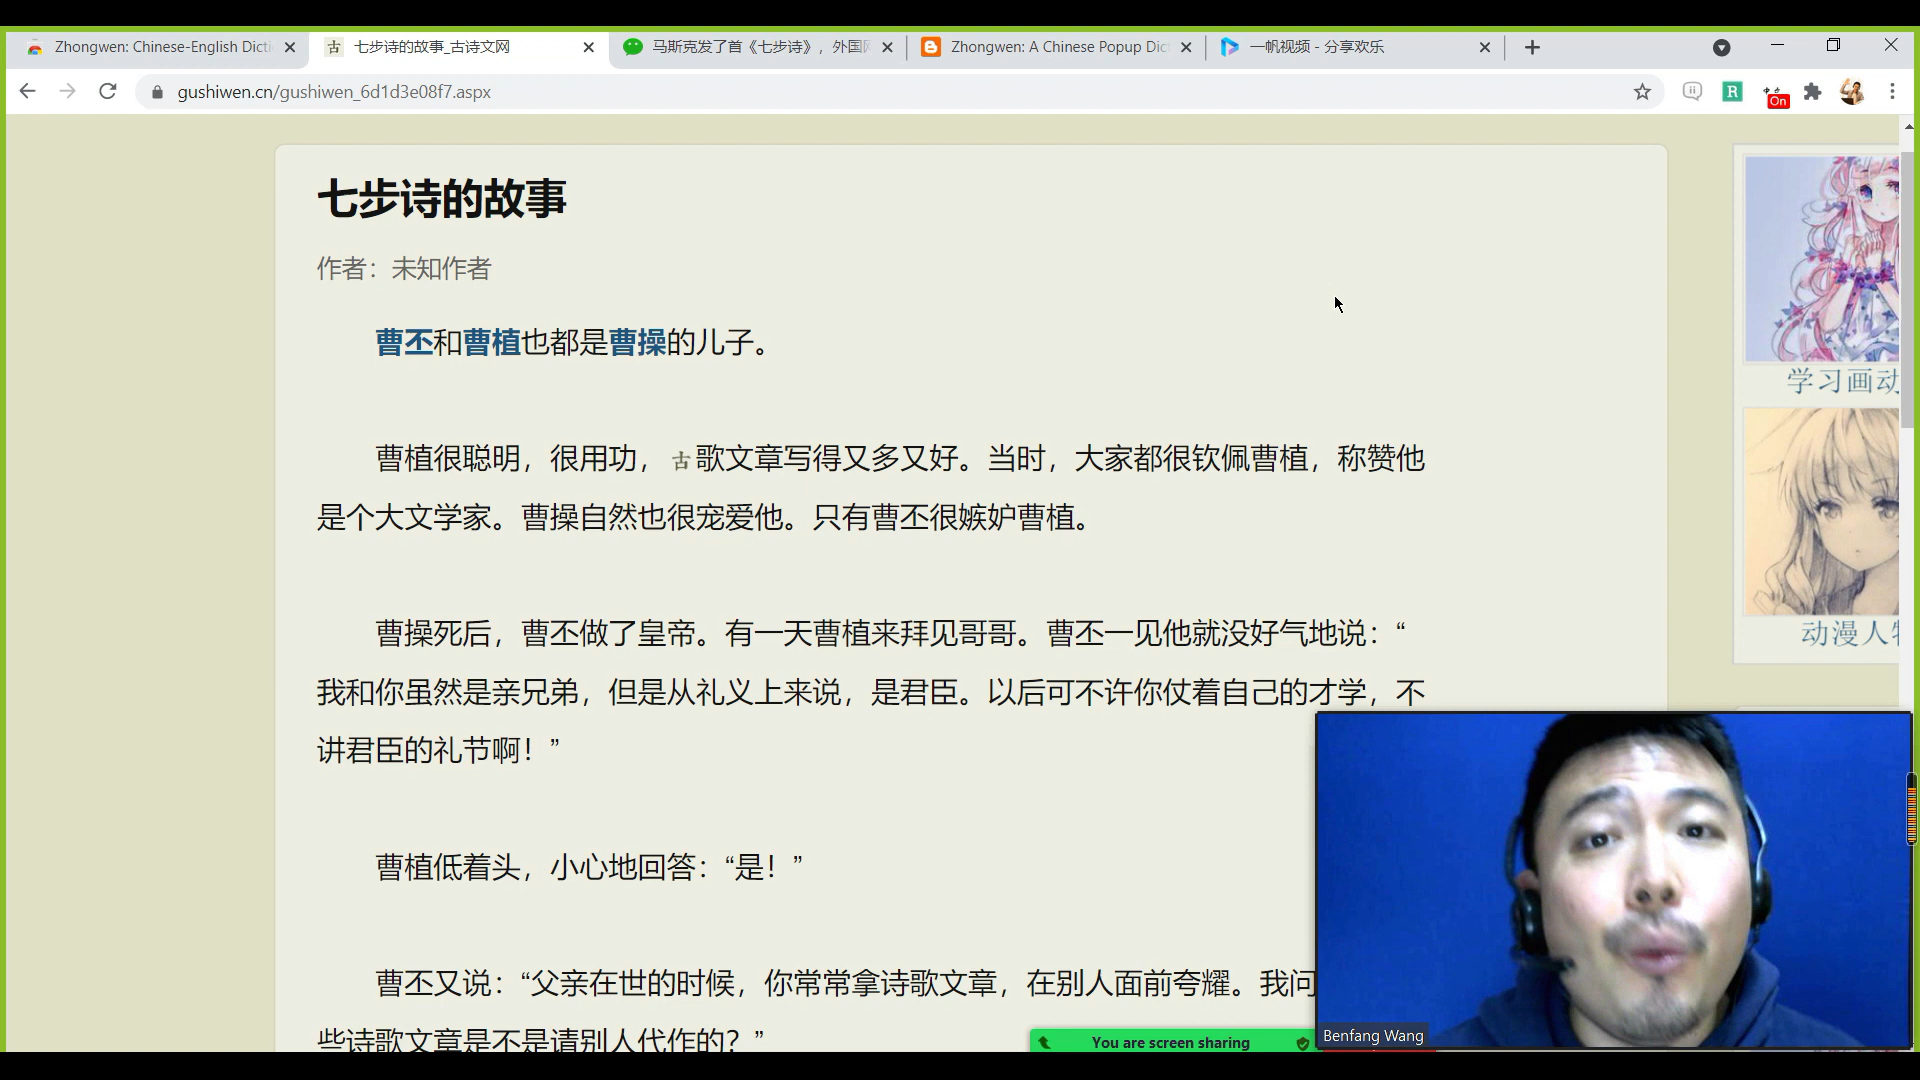 Zhongwen: Chinese-English Dicti
七步诗的故事_古诗文网
马斯克发了首《七步诗》，外国网
Zhongwen: A Chinese Popup Dic
一帆视频 - 分享欢乐
gushiwen.cn/gushiwen_6d1d3e08f7.aspx
R
On
七步诗的故事
作者：未知作者
曹丕和曹植也都是曹操的儿子。
曹植很聪明，很用功，古歌文章写得又多又好。当时，大家都很钦佩曹植，称赞他
是个大文学家。曹操自然也很宠爱他。只有曹丕很嫉妒曹植。
曹操死后，曹丕做了皇帝。有一天曹植来拜见哥哥。曹丕一见他就没好气地说：“
我和你虽然是亲兄弟，但是从礼义上来说，是君臣。以后可不许你仗着自己的才学，不
讲君臣的礼节啊！”
曹植低着头，小心地回答：“是！”
曹丕又说：“父亲在世的时候，你常常拿诗歌文章，在别人面前夸耀。我问
些诗歌文章是不是请别人代作的？”
学习画动
动漫人物
You are screen sharing
Benfang Wang